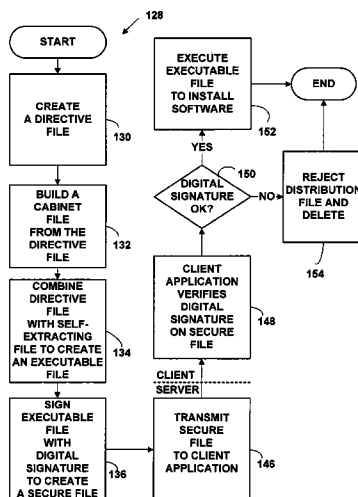 START
128
CREATE
A DIRECTIVE
FILE
130
BUILD A
CABINET
FILE
FROM THE
DIRECTIVE
FILE
132
COMBINE
DIRECTIVE FILE
WITH SELF-
EXTRACTING
FILE TO CREATE
AN EXECUTABLE
FILE
134
SIGN
EXECUTABLE
FILE
WITH
DIGITAL
SIGNATURE
TO CREATE
A SECURE FILE
136
TRANSMIT
SECURE
FILE
TO CLIENT
APPLICATION
146
CLIENT
SERVER
CLIENT
APPLICATION
VERIFIES
DIGITAL
SIGNATURE
ON SECURE
FILE
148
DIGITAL
SIGNATURE
OK?
150
YES
NO
EXECUTE
EXECUTABLE
FILE
TO INSTALL
SOFTWARE
152
REJECT
DISTRIBUTION
FILE AND
DELETE
154
END